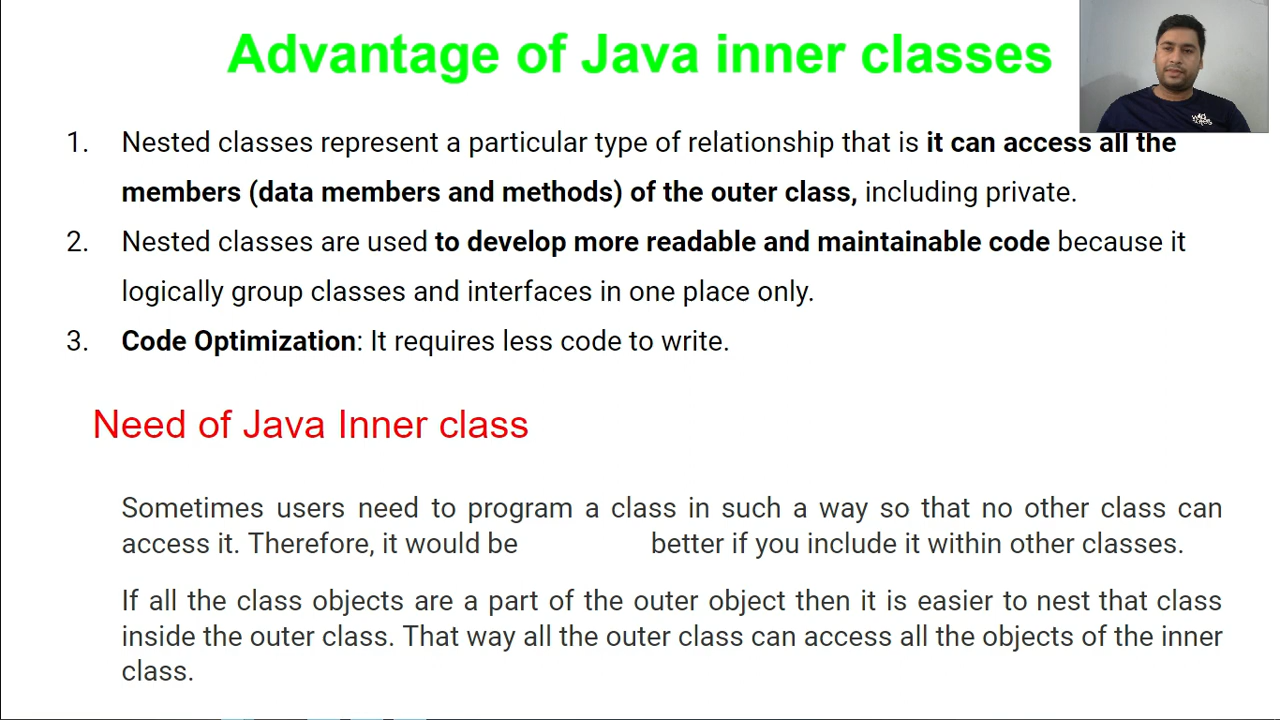 Advantage of Java inner classes
1. Nested classes represent a particular type of relationship that is it can access all the
members (data members and methods) of the outer class, including private.
2. Nested classes are used to develop more readable and maintainable code because it
logically group classes and interfaces in one place only.
3. Code Optimization: It requires less code to write.
Need of Java Inner class
Sometimes users need to program a class in such a way so that no other class can
access it. Therefore, it would be better if you include it within other classes.
If all the class objects are a part of the outer object then it is easier to nest that class
inside the outer class. That way all the outer class can access all the objects of the inner
class.